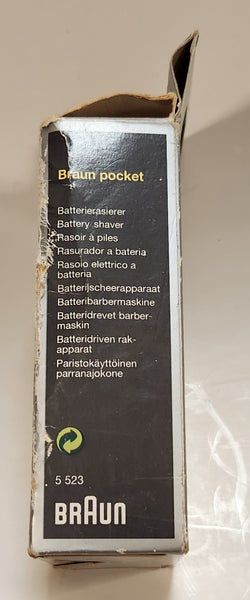 Braun pocket
Batterierasierer
Battery shaver
Rasoir à piles
Rasurador a bateria
Rasoio elettrico a
batteria
Batterijscheerapparaat
Batteribarbermaskine
Batteridrevet barber-
maskin
Batteridriven rak-
apparat
Paristokäyttöinen
parranajokone
5 523
BRAUN